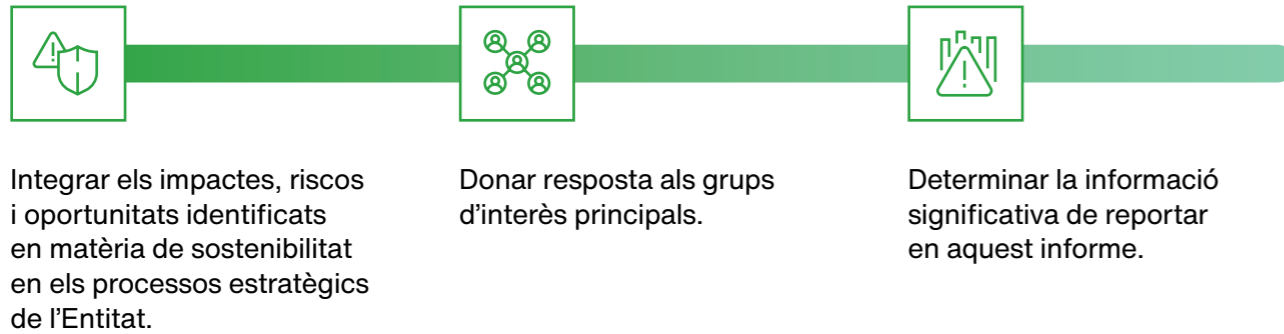 Integrar els impactes, riscos
i oportunitats identificats
en matèria de sostenibilitat
en els processos estratègics
de l’Entitat.
Donar resposta als grups
d’interès principals.
Determinar la informació
significativa de reportar
en aquest informe.